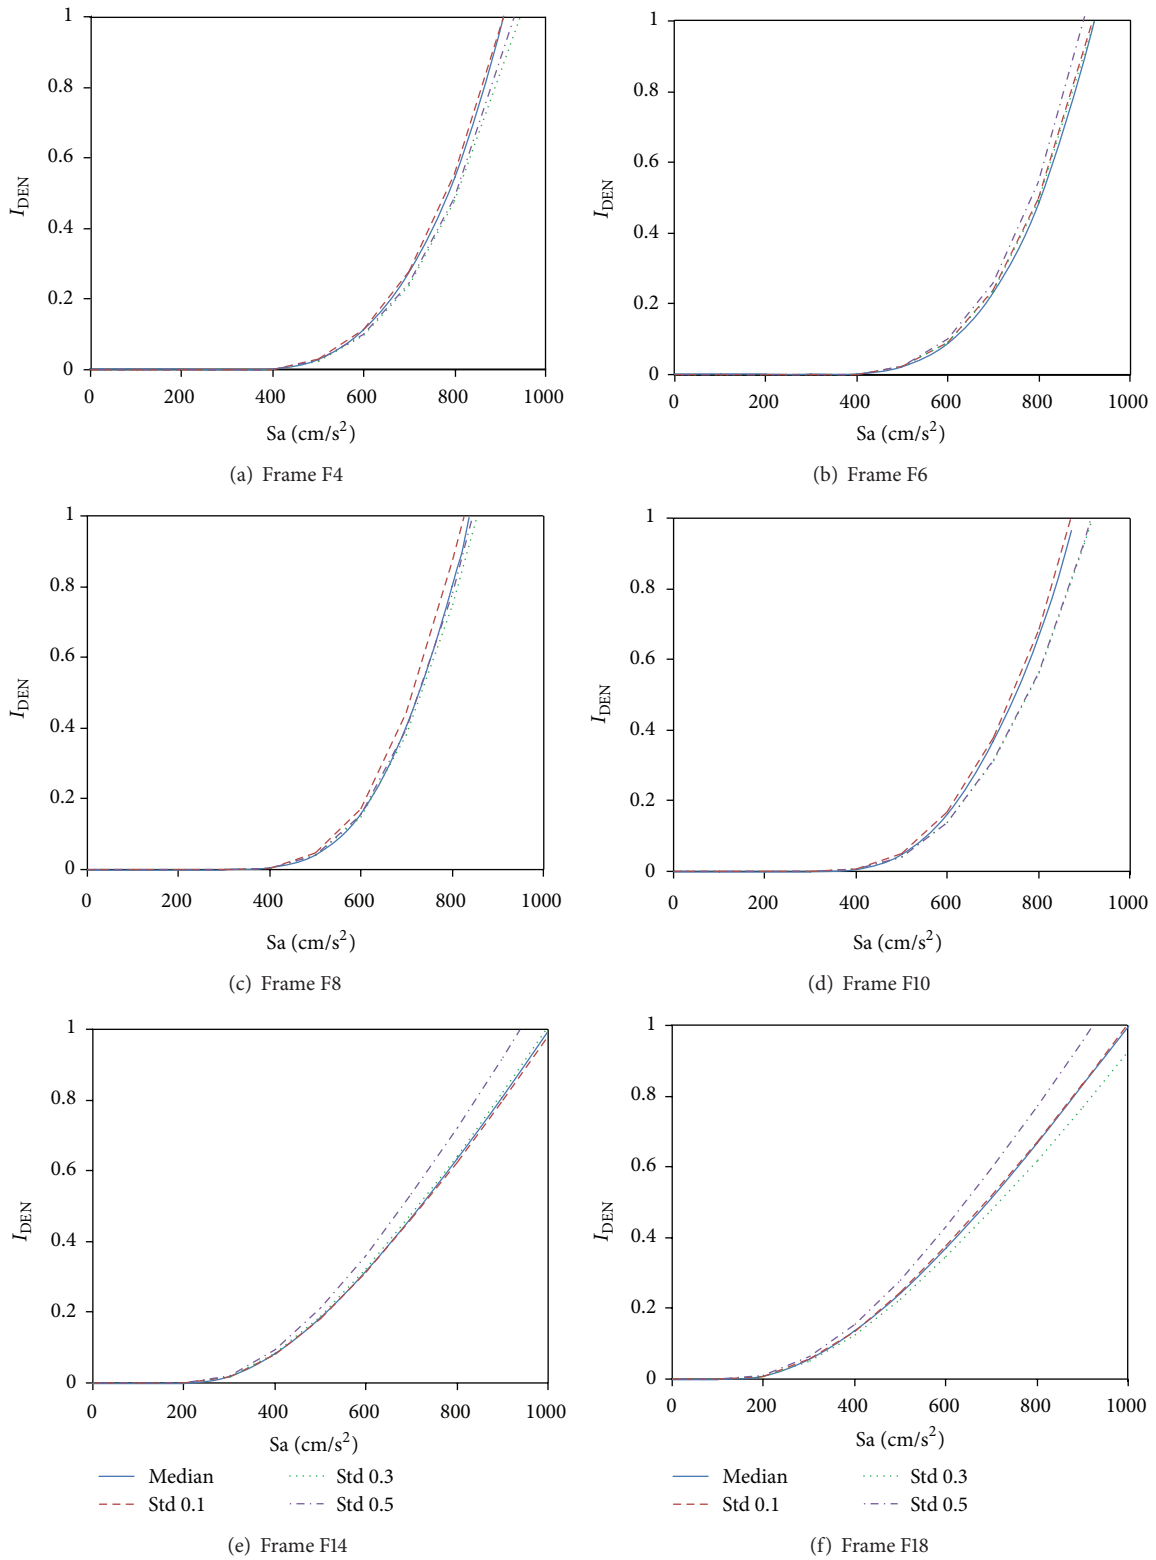 1
0.8
0.6
0.4
0.2
0
I_DEN
0 200 400 600 800 1000
Sa (cm/s²)
(a) Frame F4
1
0.8
0.6
0.4
0.2
0
I_DEN
0 200 400 600 800 1000
Sa (cm/s²)
(b) Frame F6
1
0.8
0.6
0.4
0.2
0
I_DEN
0 200 400 600 800 1000
Sa (cm/s²)
(c) Frame F8
1
0.8
0.6
0.4
0.2
0
I_DEN
0 200 400 600 800 1000
Sa (cm/s²)
(d) Frame F10
1
0.8
0.6
0.4
0.2
0
I_DEN
0 200 400 600 800 1000
Sa (cm/s²)
Median Std 0.3
Std 0.1 Std 0.5
(e) Frame F14
1
0.8
0.6
0.4
0.2
0
I_DEN
0 200 400 600 800 1000
Sa (cm/s²)
Median Std 0.3
Std 0.1 Std 0.5
(f) Frame F18